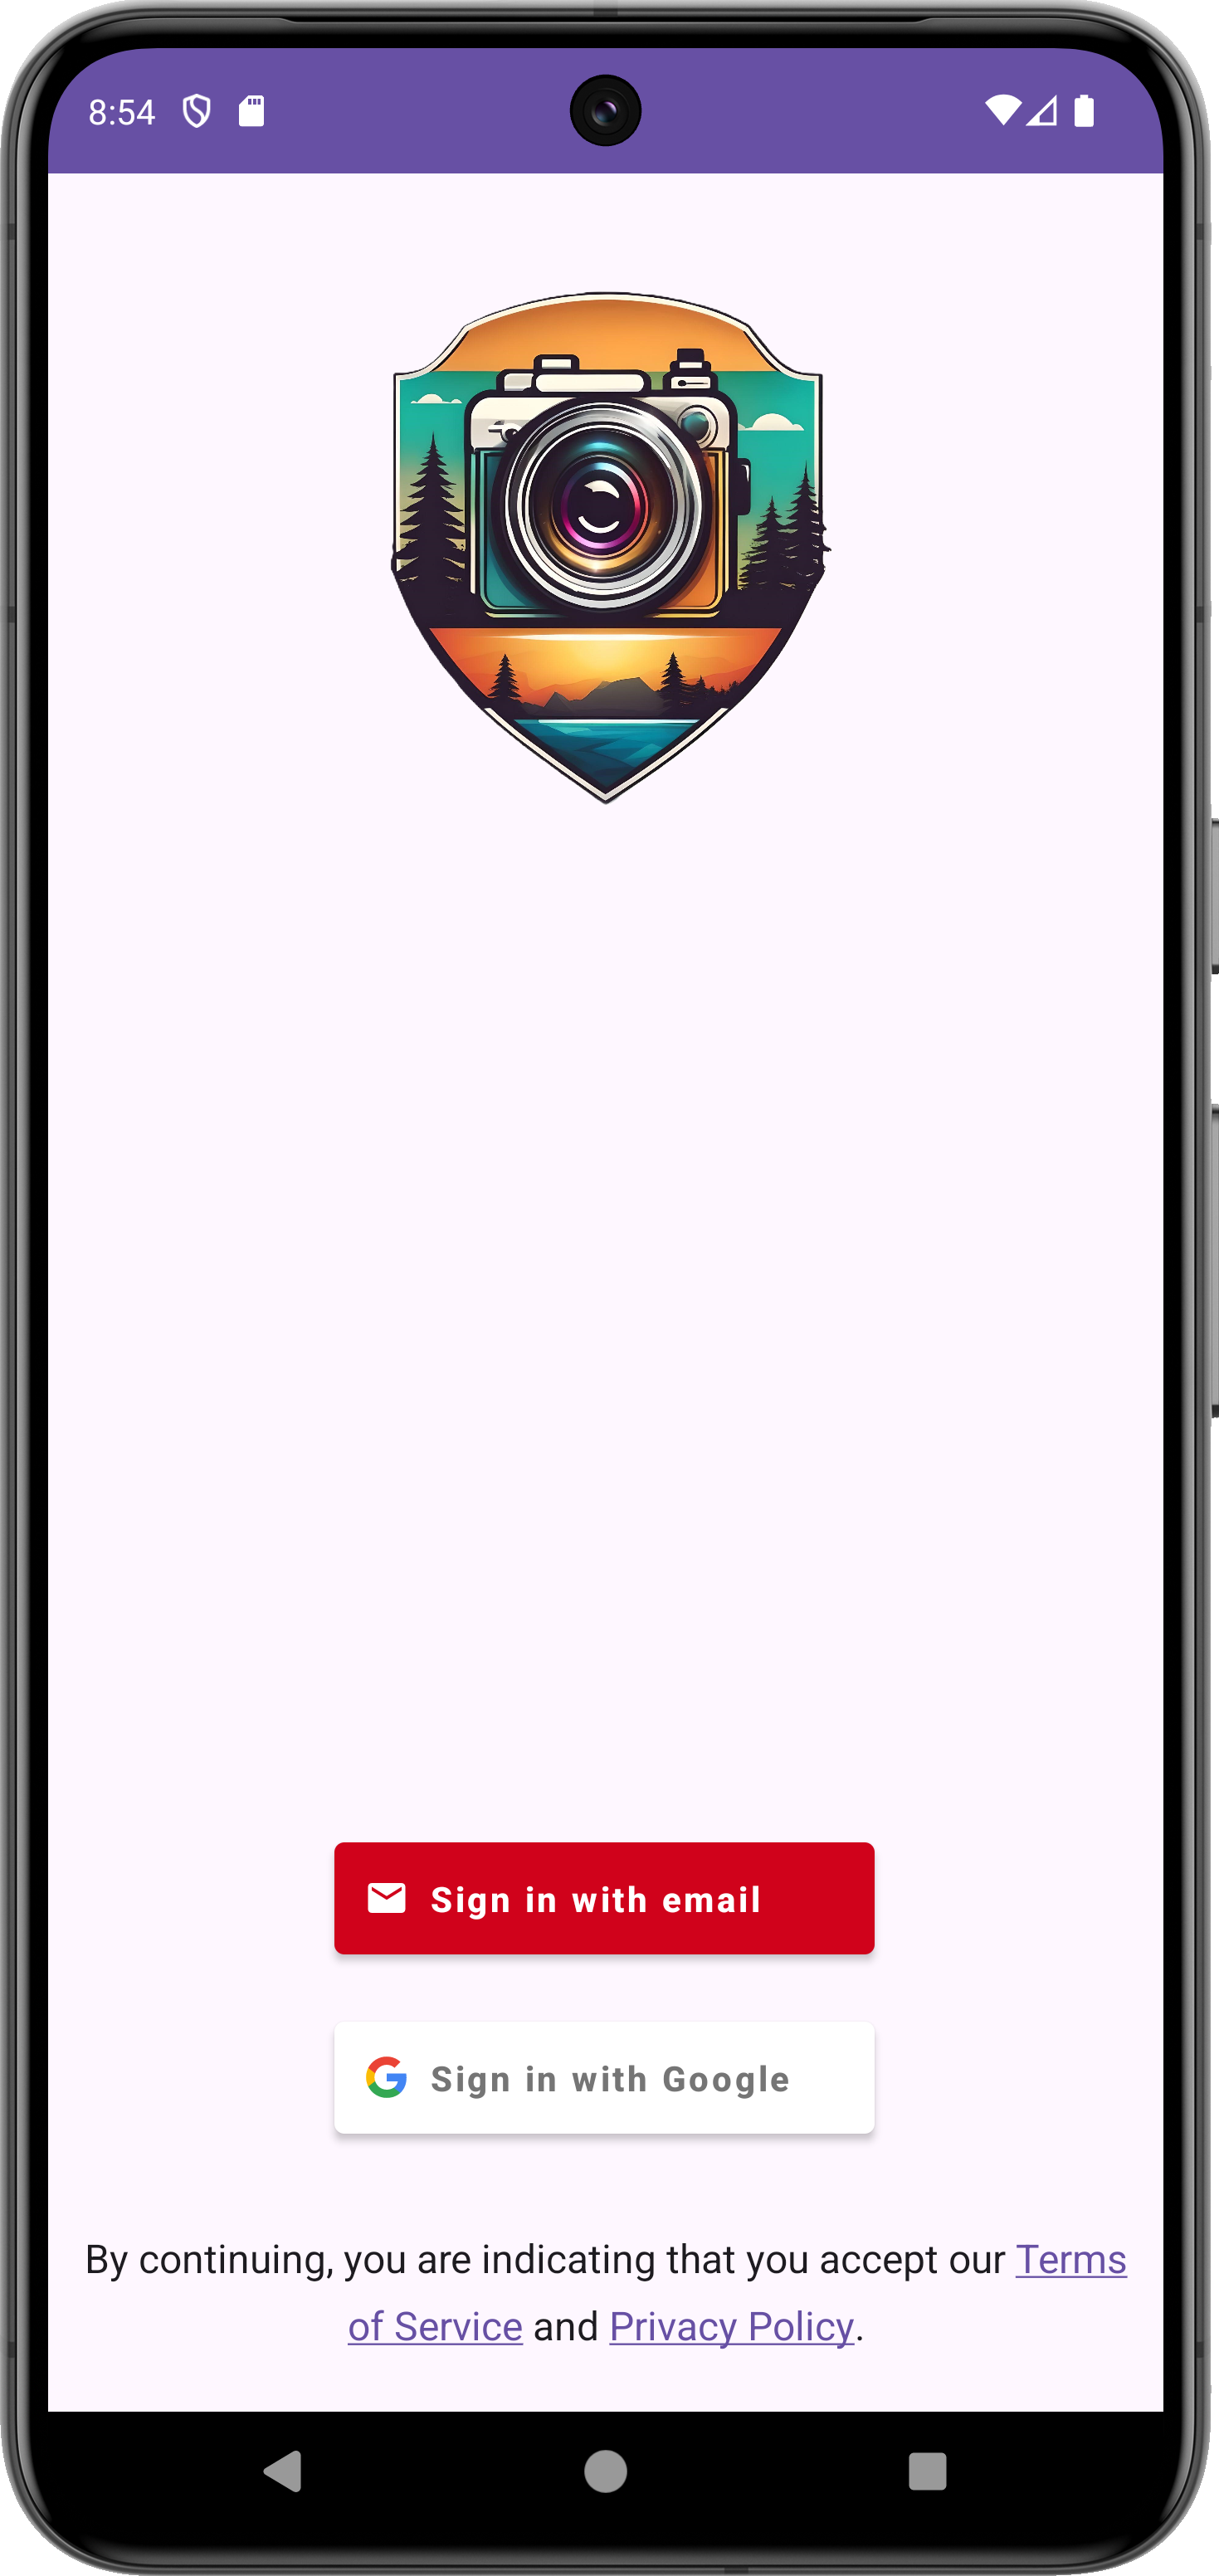 8:54
Sign in with email
Sign in with Google
By continuing, you are indicating that you accept our Terms
of Service and Privacy Policy.